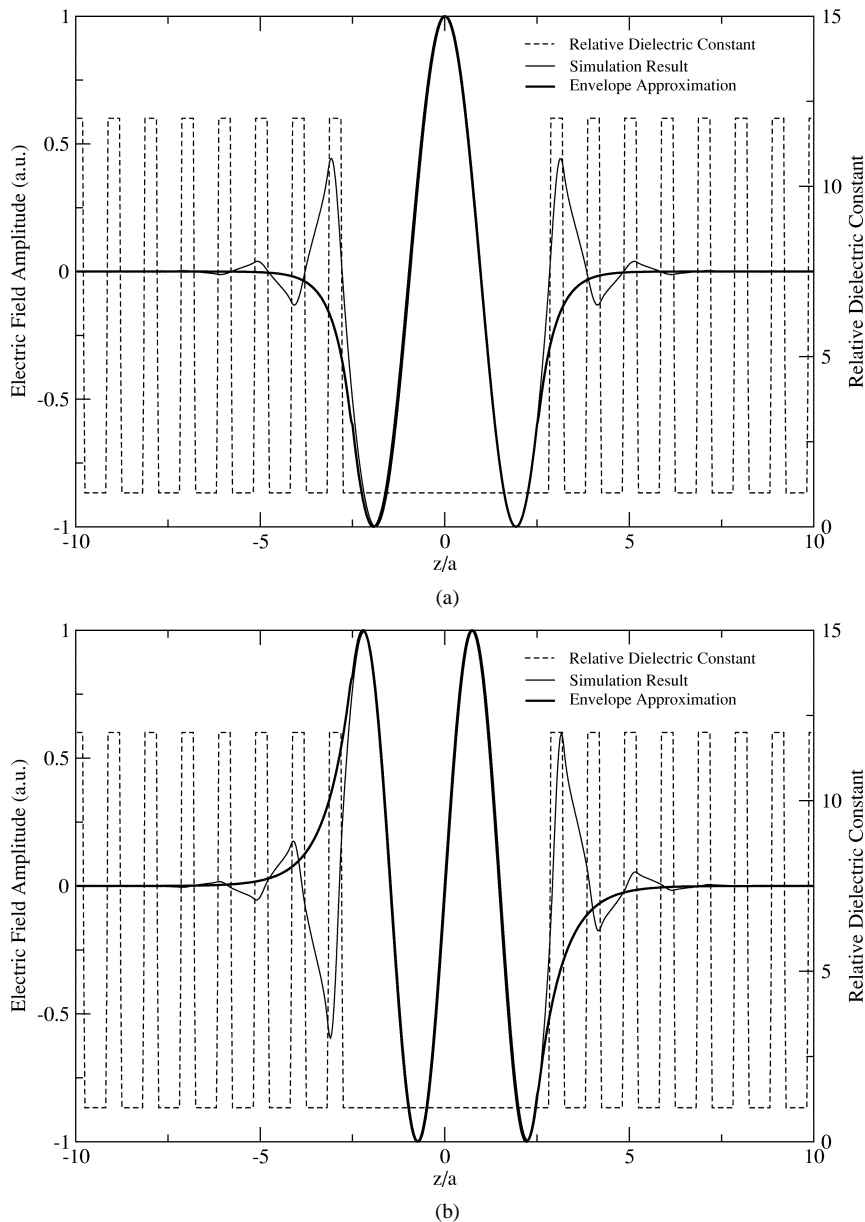 1
0.5
0
-0.5
-1
Electric Field Amplitude (a.u.)
Relative Dielectric Constant
Simulation Result
Envelope Approximation
15
10
5
0
Relative Dielectric Constant
-10
-5
0
5
10
z/a
(a)
1
0.5
0
-0.5
-1
Electric Field Amplitude (a.u.)
Relative Dielectric Constant
Simulation Result
Envelope Approximation
15
10
5
0
Relative Dielectric Constant
-10
-5
0
5
10
z/a
(b)